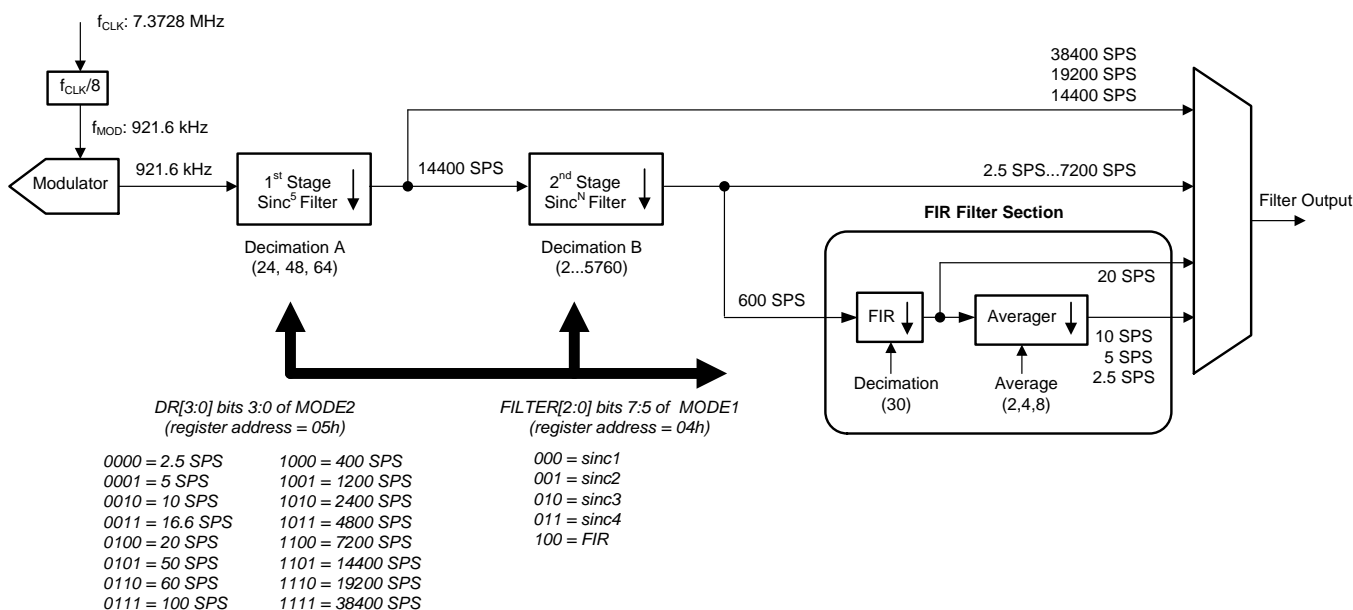 fCLK: 7.3728 MHz
fCLK/8
fMOD: 921.6 kHz
Modulator
921.6 kHz
1st Stage
Sinc5 Filter
Decimation A
(24, 48, 64)
14400 SPS
2nd Stage
SincN Filter
Decimation B
(2...5760)
38400 SPS
19200 SPS
14400 SPS
2.5 SPS...7200 SPS
FIR Filter Section
600 SPS
FIR
Decimation
(30)
Averager
Average
(2,4,8)
20 SPS
10 SPS
5 SPS
2.5 SPS
Filter Output
DR[3:0] bits 3:0 of MODE2
(register address = 05h)
0000 = 2.5 SPS
0001 = 5 SPS
0010 = 10 SPS
0011 = 16.6 SPS
0100 = 20 SPS
0101 = 50 SPS
0110 = 60 SPS
0111 = 100 SPS
1000 = 400 SPS
1001 = 1200 SPS
1010 = 2400 SPS
1011 = 4800 SPS
1100 = 7200 SPS
1101 = 14400 SPS
1110 = 19200 SPS
1111 = 38400 SPS
FILTER[2:0] bits 7:5 of MODE1
(register address = 04h)
000 = sinc1
001 = sinc2
010 = sinc3
011 = sinc4
100 = FIR